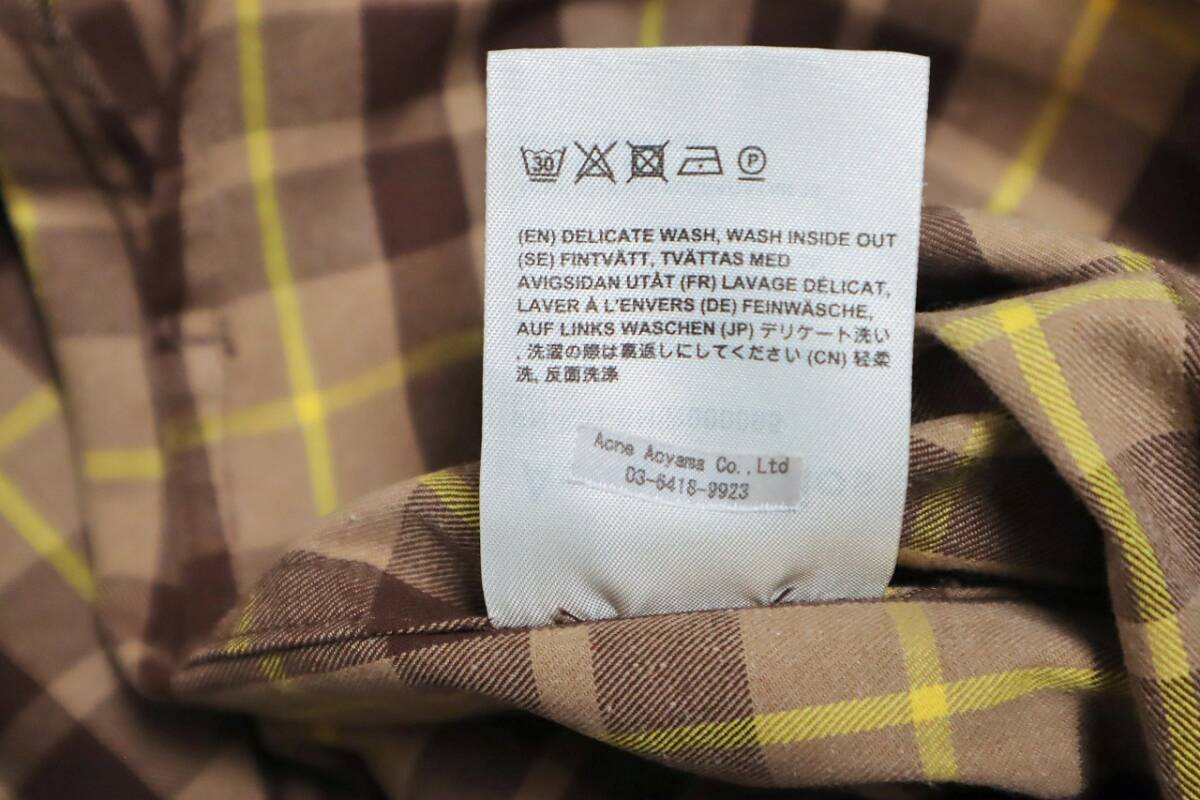 30 P
(EN) DELICATE WASH, WASH INSIDE OUT
(SE) FINTVÄTT, TVÄTTAS MED
AVIGSIDAN UTÅT (FR) LAVAGE DÉLICAT,
LAVER À L'ENVERS (DE) FEINWÄSCHE,
AUF LINKS WASCHEN (JP) デリケート洗い
, 洗濯の際は裏返しにしてください (CN) 轻柔
洗, 反面洗涤
Acne Aoyama Co., Ltd
03-6418-9923